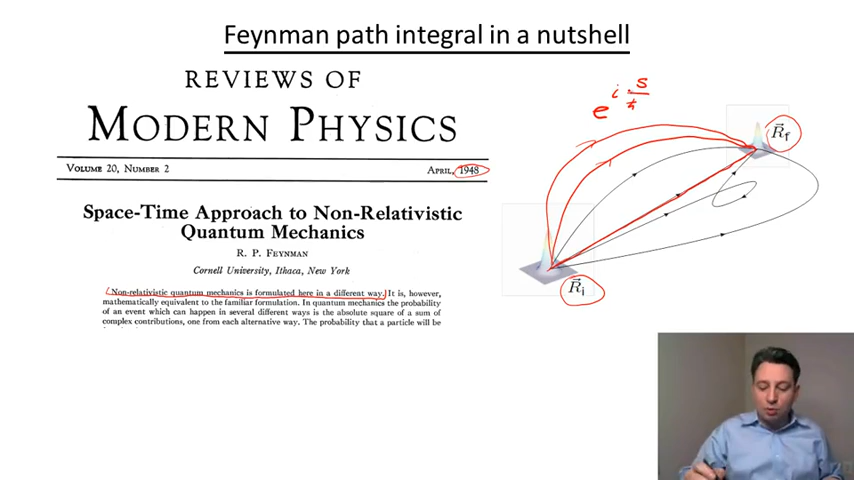 Feynman path integral in a nutshell
REVIEWS OF
MODERN PHYSICS
VOLUME 20, NUMBER 2
APRIL, 1948
Space-Time Approach to Non-Relativistic
Quantum Mechanics
R. P. FEYNMAN
Cornell University, Ithaca, New York
Non-relativistic quantum mechanics is formulated here in a different way. It is, however,
mathematically equivalent to the familiar formulation. In quantum mechanics the probability
of an event which can happen in several different ways is the absolute square of a sum of
complex contributions, one from each alternative way. The probability that a particle will be
e^{i S/ℏ}
R⃗f
R⃗i